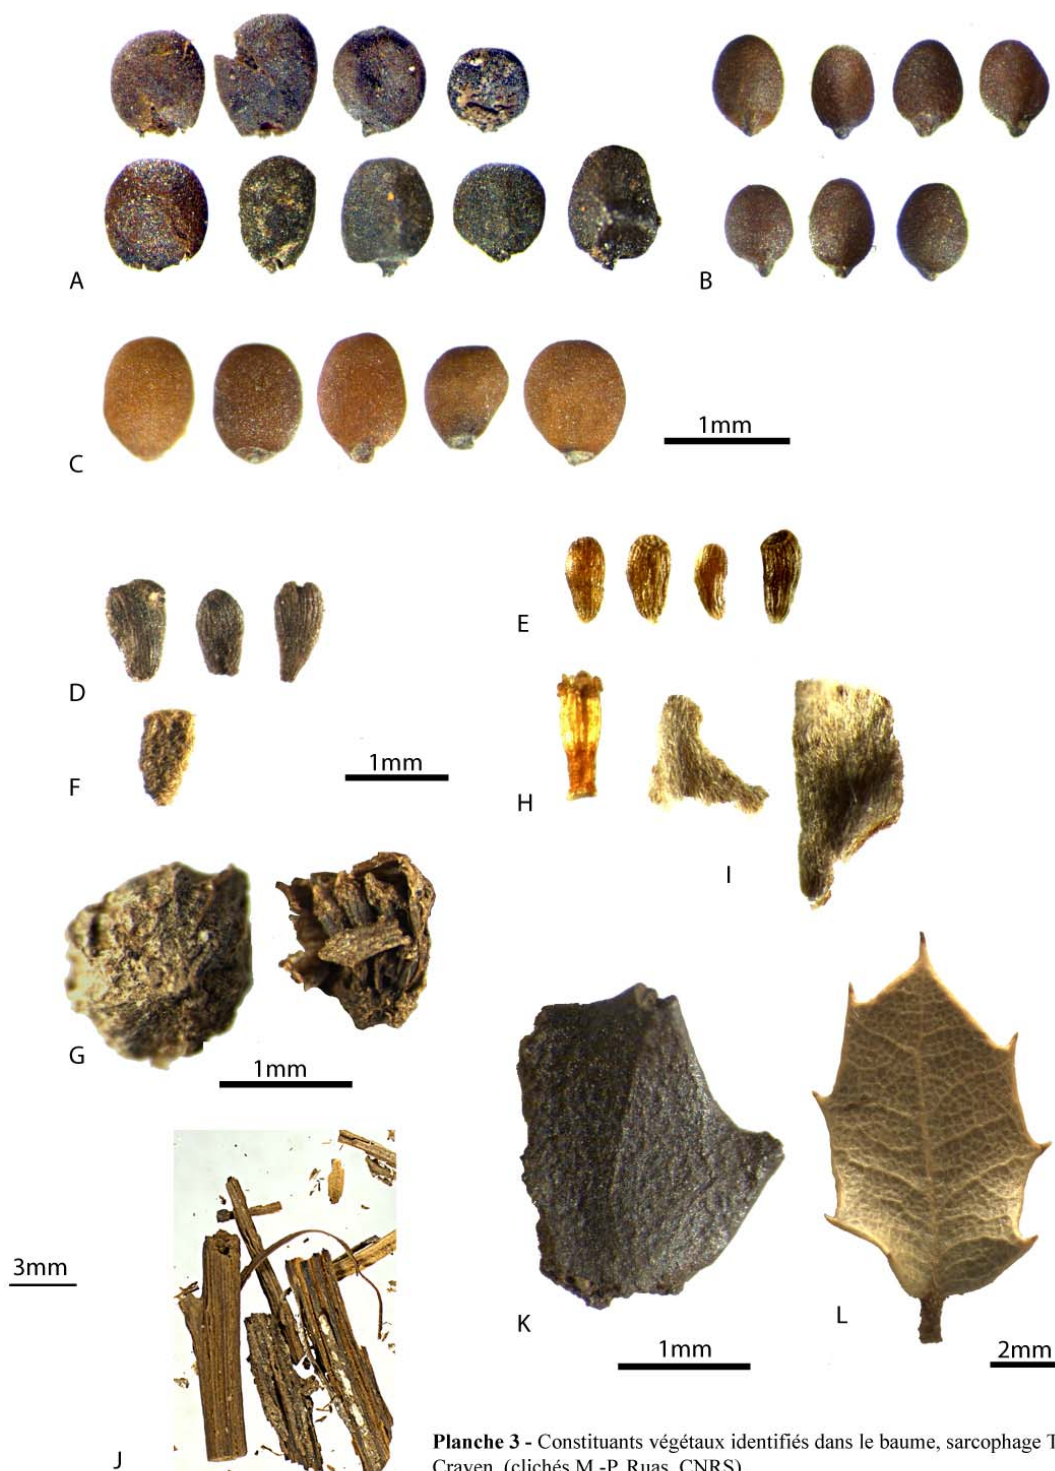 A
B
C
1mm
D
E
F
1mm
H
I
G
1mm
K
L
1mm
2mm
3mm
J
Planche 3 - Constituants végétaux identifiés dans le baume, sarcophage T
Craven. (clichés M.-P. Ruas, CNRS)